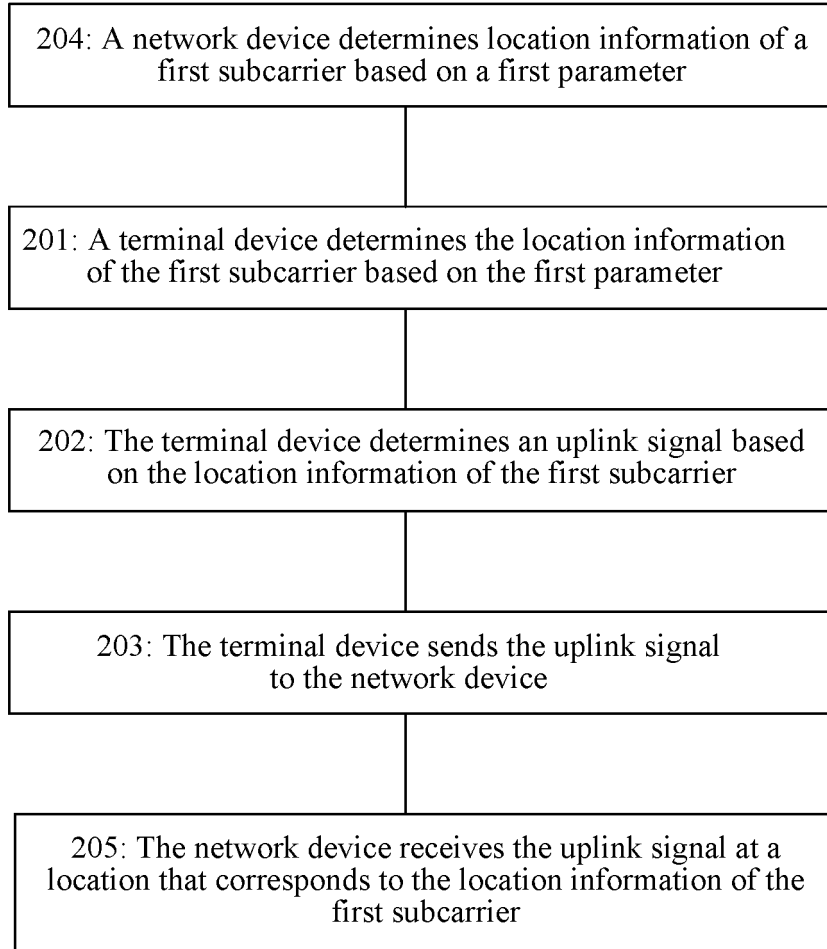 204: A network device determines location information of a
first subcarrier based on a first parameter
201: A terminal device determines the location information
of the first subcarrier based on the first parameter
202: The terminal device determines an uplink signal based
on the location information of the first subcarrier
203: The terminal device sends the uplink signal
to the network device
205: The network device receives the uplink signal at a
location that corresponds to the location information of the
first subcarrier